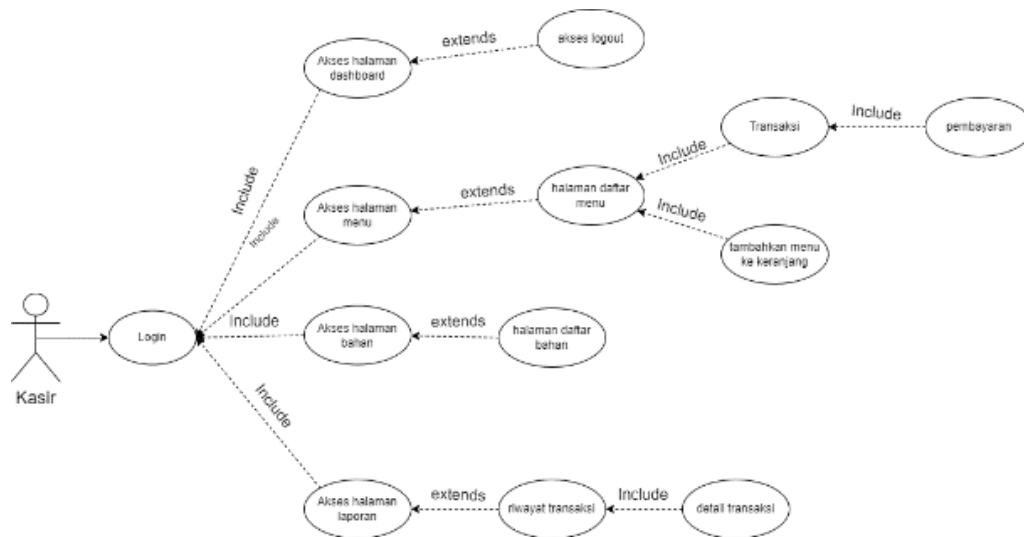 extends
akses logout
Akses halaman
dashboard
Include
Transaksi
Include
pembayaran
Include
Include
Akses halaman
menu
extends
halaman daftar
menu
Include
tambahkan menu
ke keranjang
Kasir
Login
Include
Akses halaman
bahan
extends
halaman daftar
bahan
Include
Akses halaman
laporan
extends
riwayat transaksi
Include
detail transaksi